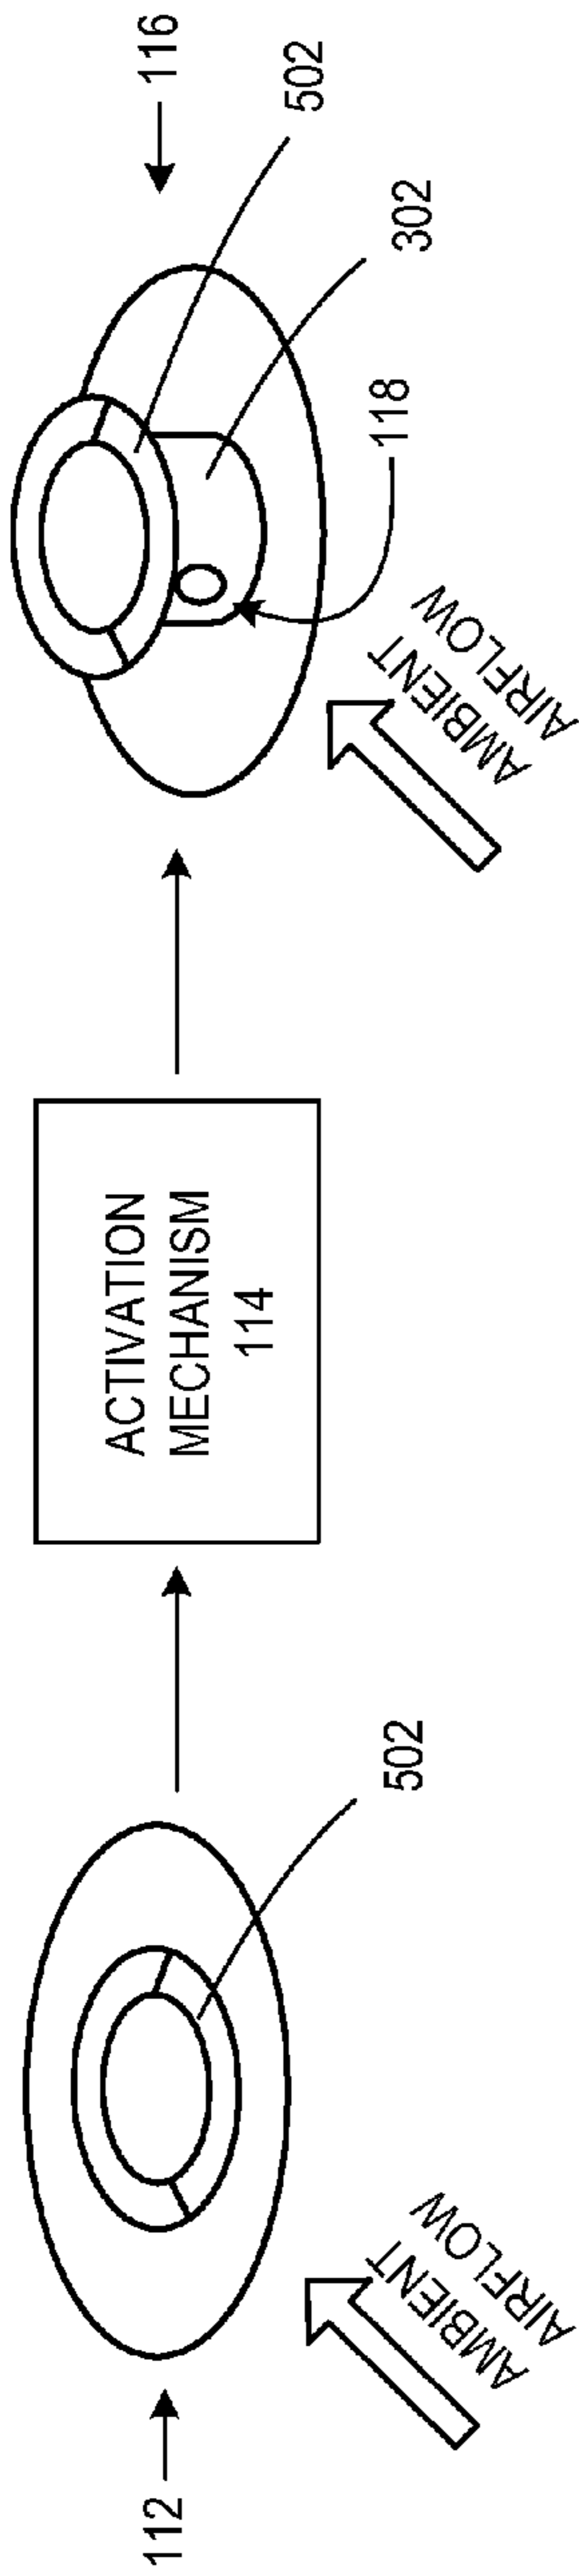 112
502
AMBIENT
AIRFLOW
ACTIVATION
MECHANISM
114
116
502
302
118
AMBIENT
AIRFLOW